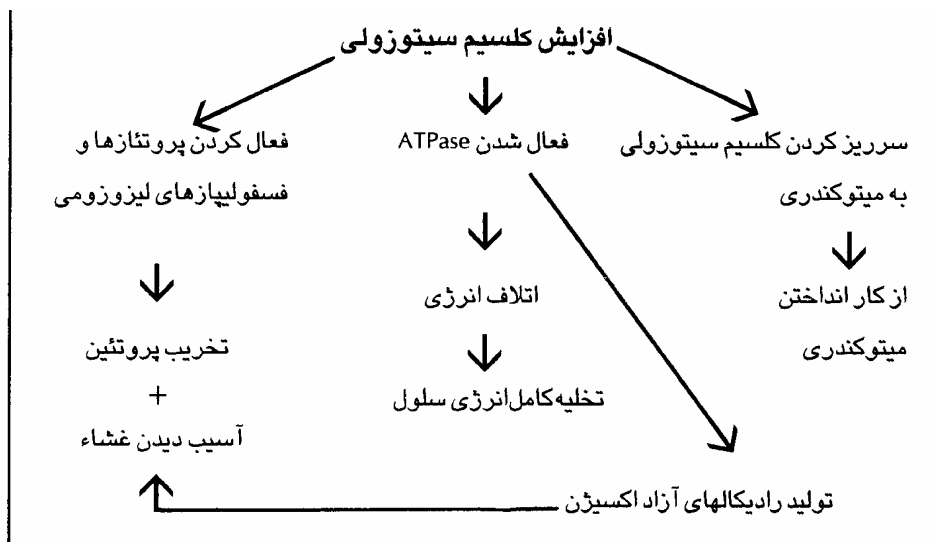 افزایش کلسیم سیتوزولی
سرریز کردن کلسیم سیتوزولی
به میتوکندری
از کار انداختن
میتوکندری
فعال شدن ATPase
اتلاف انرژی
تخلیه کامل انرژی سلول
تولید رادیکالهای آزاد اکسیژن
فعال کردن پروتئازها و
فسفولیپازهای لیزوزومی
تخریب پروتئین
+
آسیب دیدن غشاء